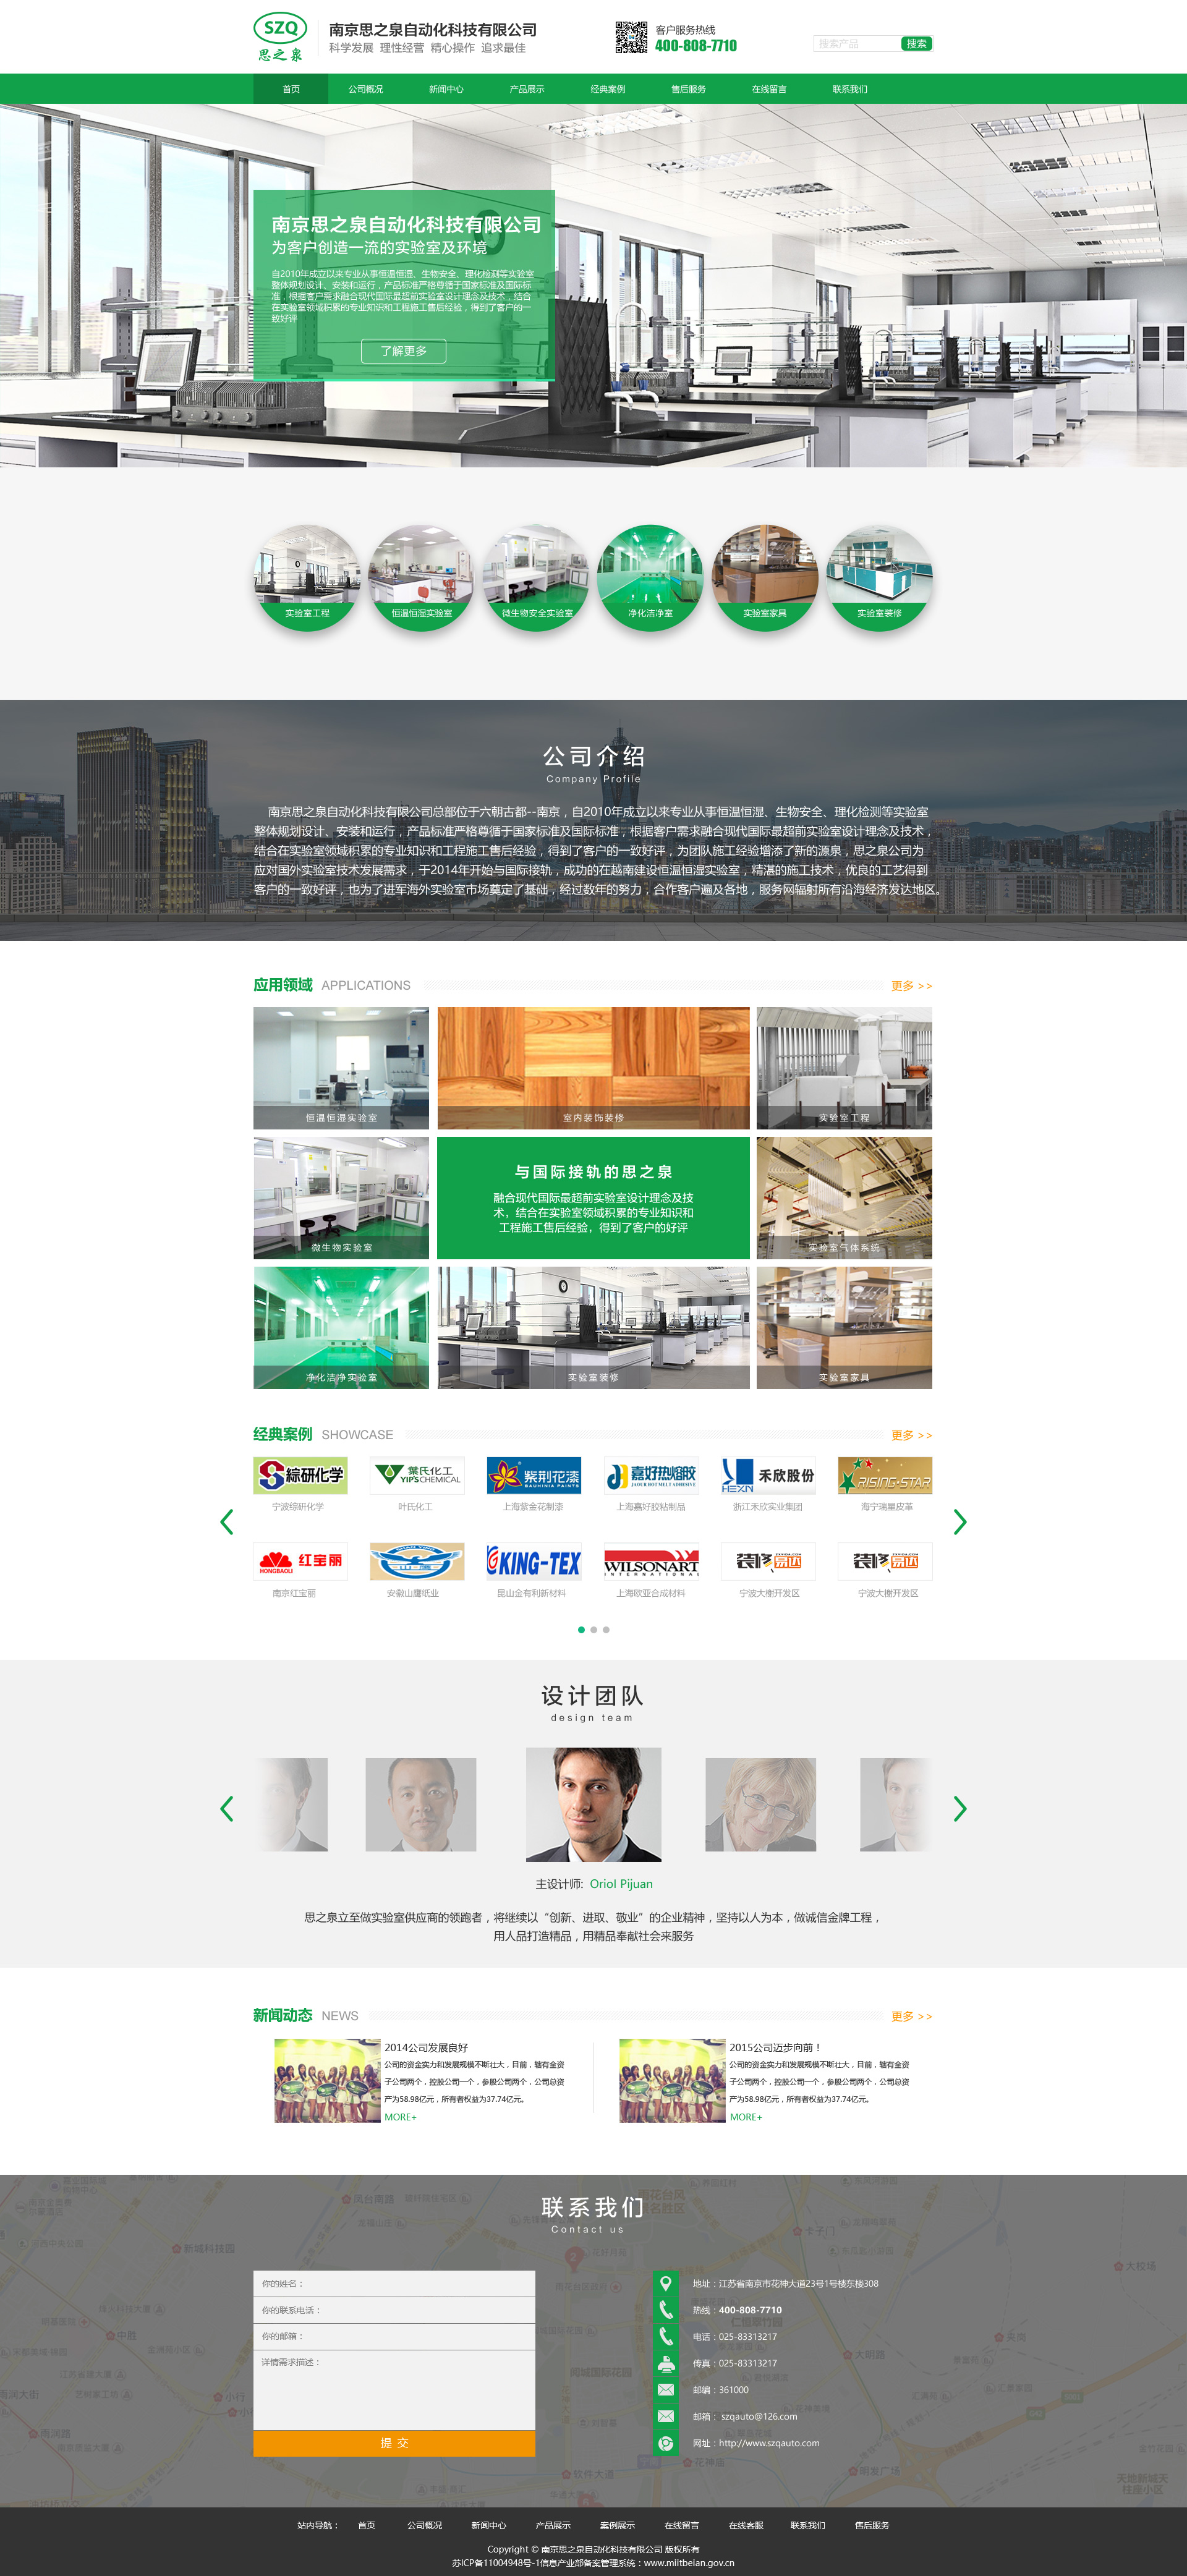 SZQ
思之泉
南京思之泉自动化科技有限公司
科学发展 理性经营 精心操作 追求最佳
客户服务热线
400-808-7710
搜索产品
搜索
首页 公司概况 新闻中心 产品展示 经典案例 售后服务 在线留言 联系我们
南京思之泉自动化科技有限公司
为客户创造一流的实验室及环境
自2010年成立以来专业从事恒温恒湿、生物安全、理化检测等实验室
整体规划设计、安装和运行，产品标准严格尊循于国家标准及国际标
准，根据客户需求融合现代国际最超前实验室设计理念及技术，结合
在实验室领域积累的专业知识和工程施工售后经验，得到了客户的一
致好评
了解更多
实验室工程 恒温恒湿实验室 微生物安全实验室 净化洁净室 实验室家具 实验室装修
公司介绍
Company Profile
南京思之泉自动化科技有限公司总部位于六朝古都--南京，自2010年成立以来专业从事恒温恒湿、生物安全、理化检测等实验室
整体规划设计、安装和运行，产品标准严格尊循于国家标准及国际标准，根据客户需求融合现代国际最超前实验室设计理念及技术，
结合在实验室领域积累的专业知识和工程施工售后经验，得到了客户的一致好评，为团队施工经验增添了新的源泉，思之泉公司为
应对国外实验室技术发展需求，于2014年开始与国际接轨，成功的在越南建设恒温恒湿实验室，精湛的施工技术，优良的工艺得到
客户的一致好评，也为了进军海外实验室市场奠定了基础，经过数年的努力，合作客户遍及各地，服务网辐射所有沿海经济发达地区。
应用领域 APPLICATIONS 更多 >>
恒温恒湿实验室 室内装饰装修 实验室工程
与国际接轨的思之泉
融合现代国际最超前实验室设计理念及技
术，结合在实验室领域积累的专业知识和
工程施工售后经验，得到了客户的好评
微生物实验室 实验室气体系统
净化洁净实验室 实验室装修 实验室家具
经典案例 SHOWCASE 更多 >>
綜研化学 葉氏化工 YIP'S CHEMICAL 紫荆花漆 BAUHINIA PAINTS 嘉好热熔胶 JAOUR HOT MELT ADHESIVE HEXIN 禾欣股份 RISING-STAR
宁波综研化学 叶氏化工 上海紫金花制漆 上海嘉好胶粘制品 浙江禾欣实业集团 海宁瑞星皮革
HONGBAOLI 红宝丽 KING-TEX WILSONART INTERNATIONAL 装修 装修
南京红宝丽 安徽山鹰纸业 昆山金有利新材料 上海欧亚合成材料 宁波大榭开发区 宁波大榭开发区
设计团队
design team
主设计师: Oriol Pijuan
思之泉立至做实验室供应商的领跑者，将继续以“创新、进取、敬业”的企业精神，坚持以人为本，做诚信金牌工程，
用人品打造精品，用精品奉献社会来服务
新闻动态 NEWS 更多 >>
2014公司发展良好
公司的资金实力和发展规模不断壮大，目前，辖有全资
子公司两个，控股公司一个，参股公司两个，公司总资
产为58.98亿元，所有者权益为37.74亿元。
MORE+
2015公司迈步向前！
公司的资金实力和发展规模不断壮大，目前，辖有全资
子公司两个，控股公司一个，参股公司两个，公司总资
产为58.98亿元，所有者权益为37.74亿元。
MORE+
联系我们
Contact us
你的姓名：
你的联系电话：
你的邮箱：
详情需求描述：
提 交
地址：江苏省南京市花神大道23号1号楼东楼308
热线：400-808-7710
电话：025-83313217
传真：025-83313217
邮编：361000
邮箱： szqauto@126.com
网址：http://www.szqauto.com
站内导航： 首页 公司概况 新闻中心 产品展示 案例展示 在线留言 在线客服 联系我们 售后服务
Copyright © 南京思之泉自动化科技有限公司 版权所有
苏ICP备11004948号-1信息产业部备案管理系统：www.miitbeian.gov.cn